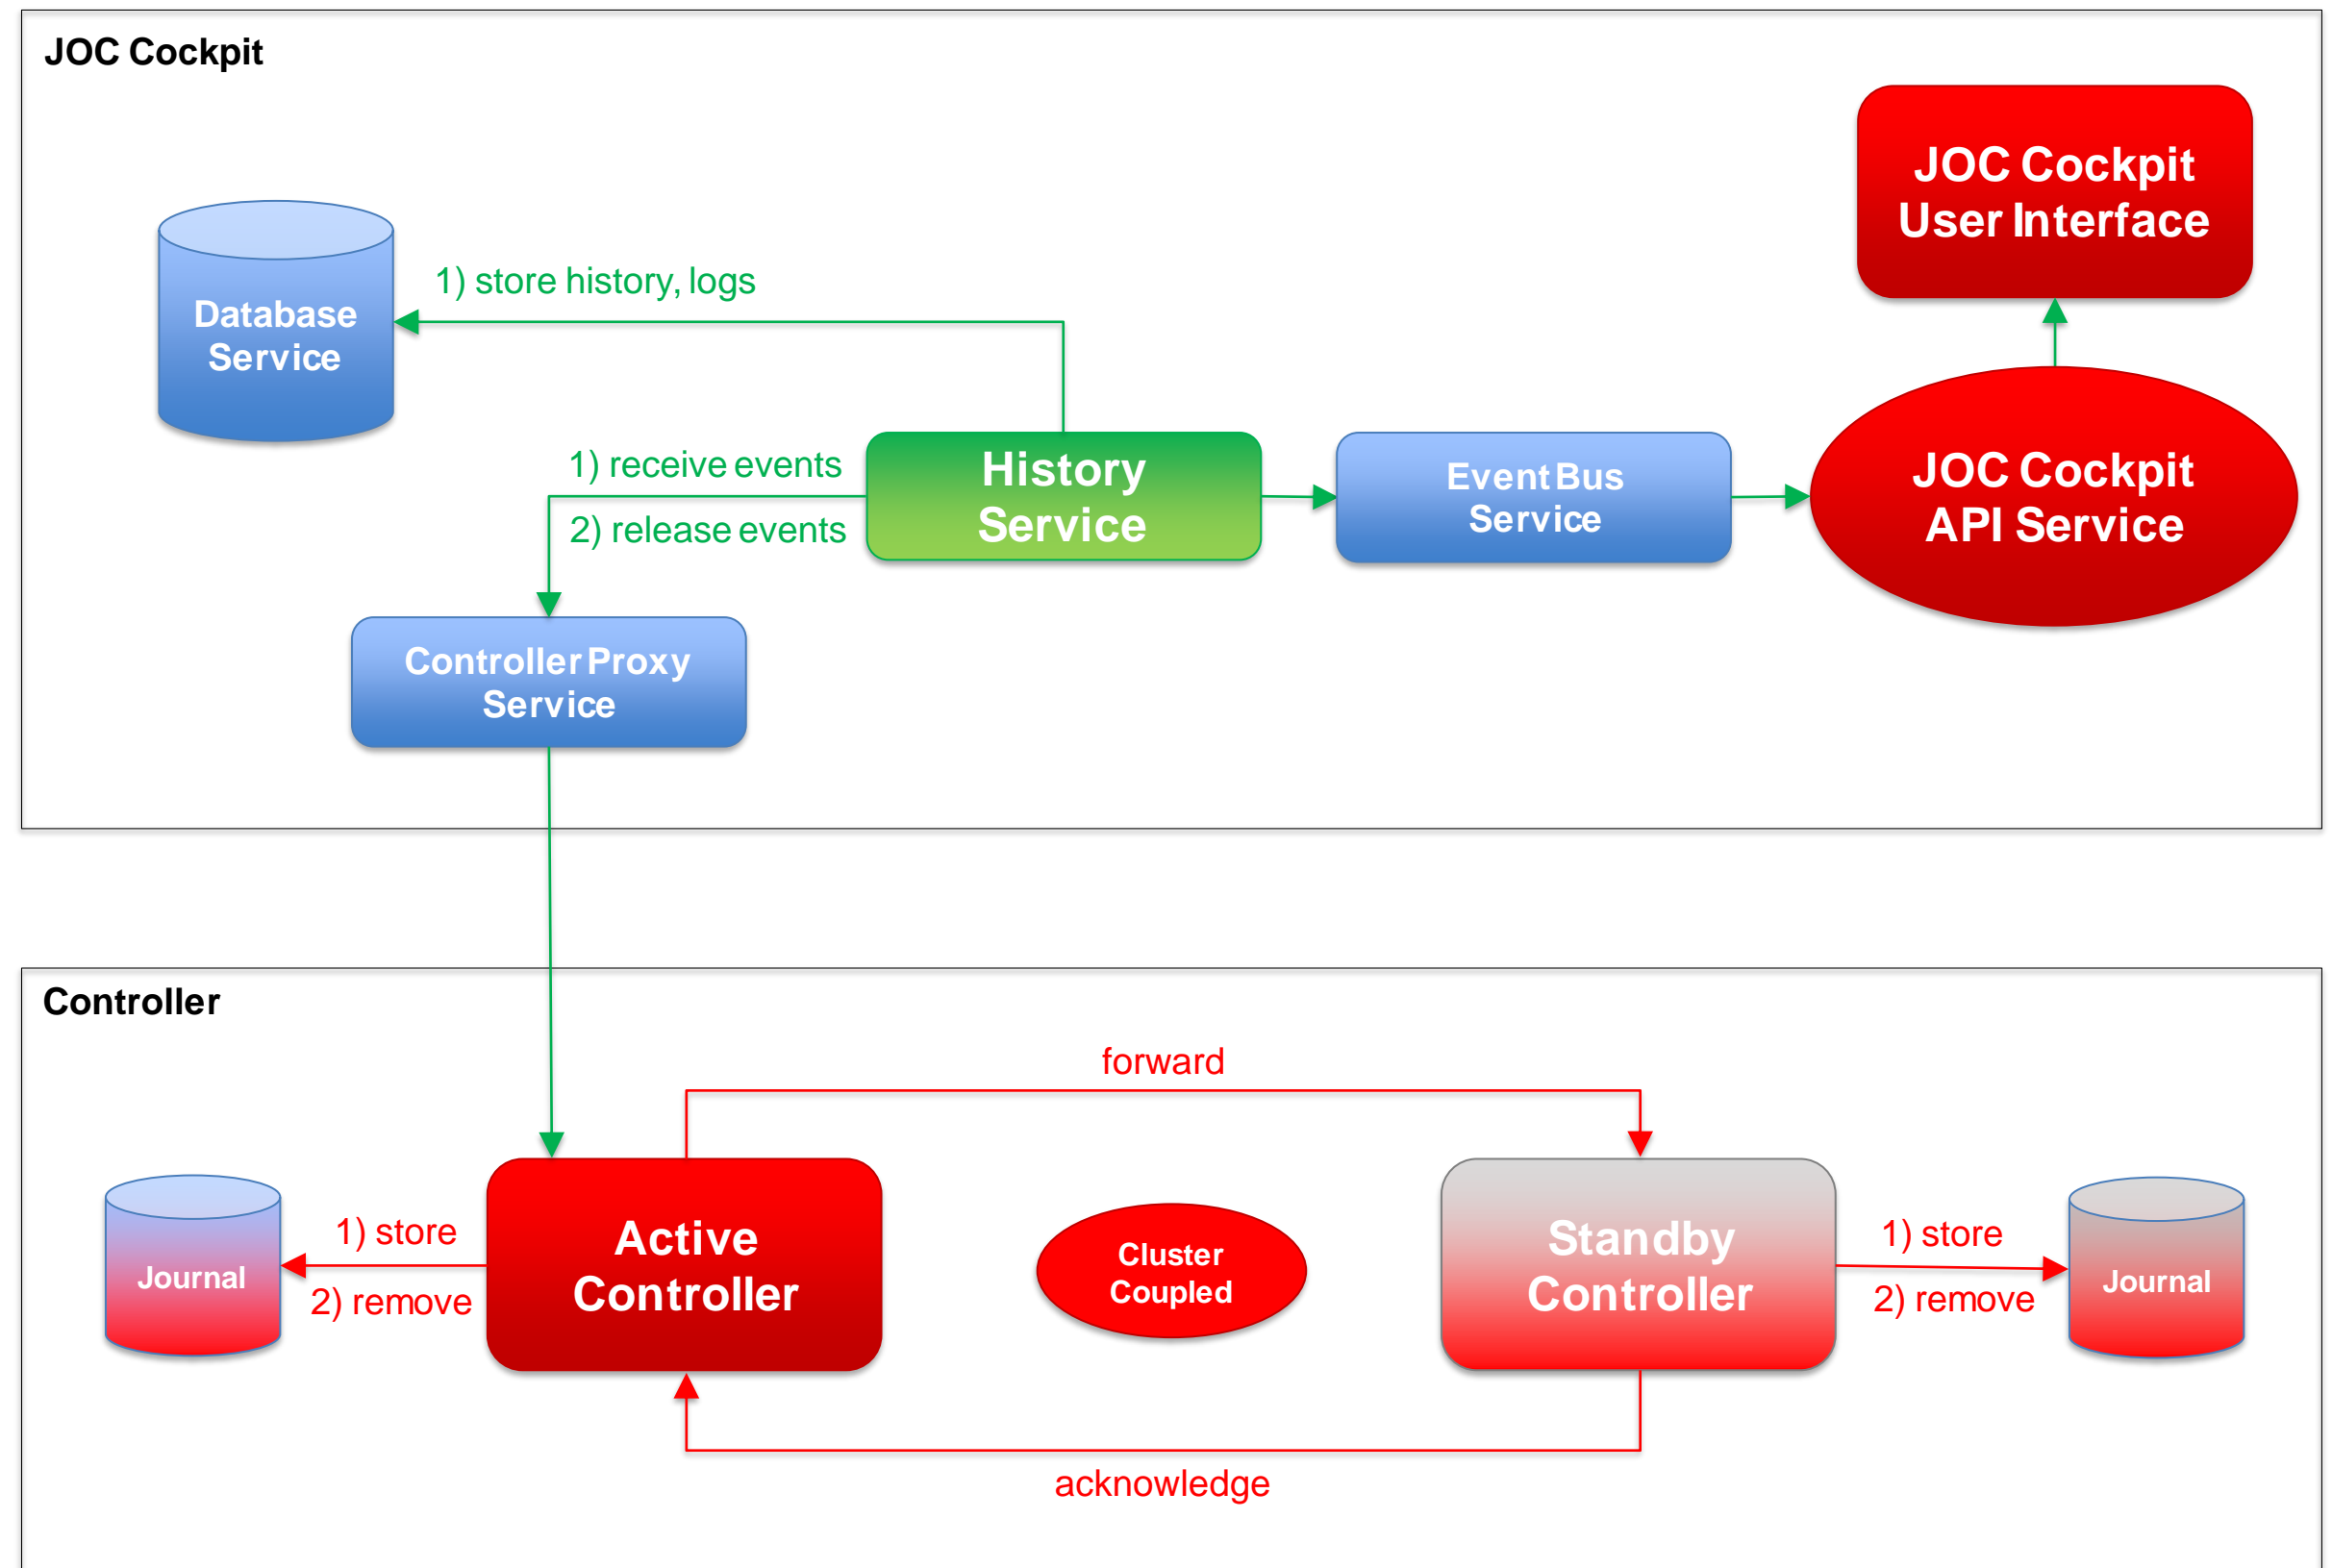 JOC Cockpit
JOC Cockpit
User Interface
1) store history, logs
Database
Service
1) receive events
2) release events
History
Service
Event Bus
Service
JOC Cockpit
API Service
Controller Proxy
Service
Controller
forward
Journal
1) store
2) remove
Active
Controller
Cluster
Coupled
Standby
Controller
1) store
2) remove
Journal
acknowledge